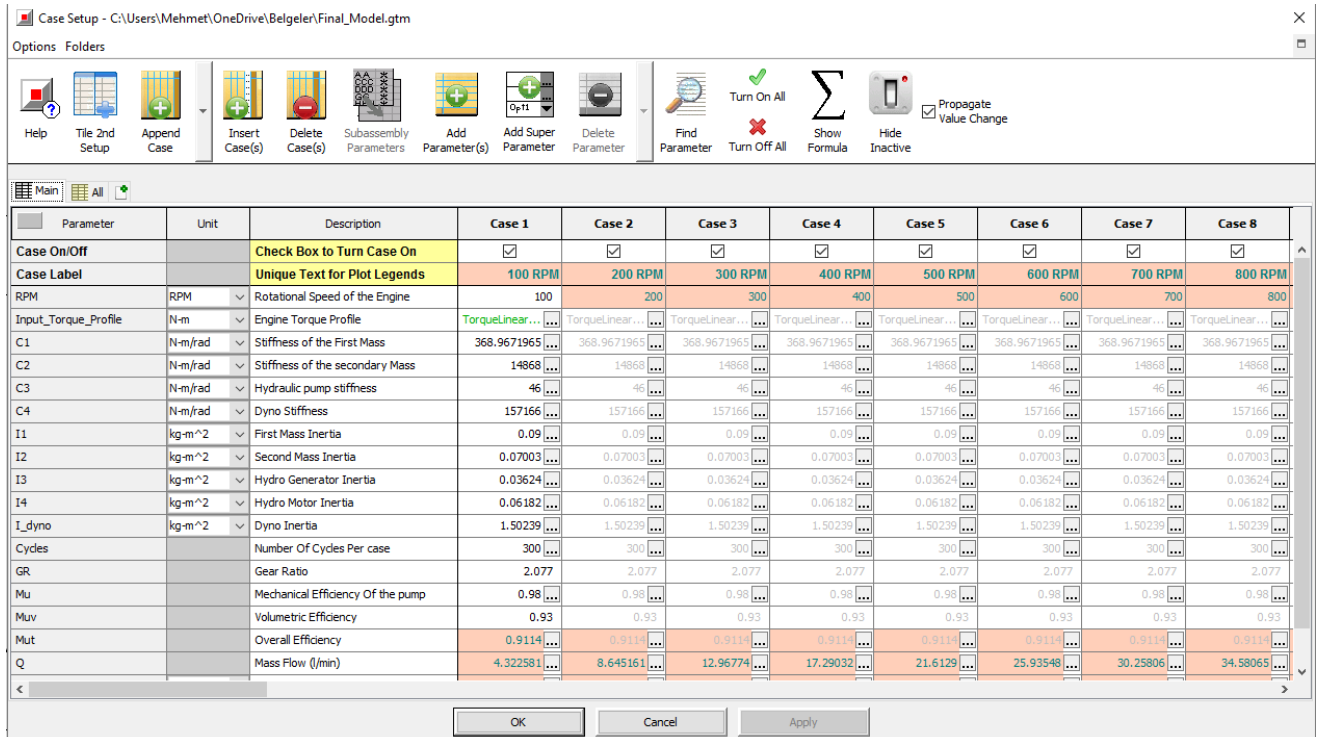 Case Setup - C:\Users\Mehmet\OneDrive\Belgeler\Final_Model.gtm
Options Folders
Help
Tile 2nd Setup
Append Case
Insert Case(s)
Delete Case(s)
Subassembly Parameters
Add Parameter(s)
Opt1
Add Super Parameter
Delete Parameter
Find Parameter
Turn On All
Turn Off All
Show Formula
Hide Inactive
Propagate Value Change
Main All
Parameter Unit Description Case 1 Case 2 Case 3 Case 4 Case 5 Case 6 Case 7 Case 8
Case On/Off Check Box to Turn Case On
Case Label Unique Text for Plot Legends 100 RPM 200 RPM 300 RPM 400 RPM 500 RPM 600 RPM 700 RPM 800 RPM
RPM RPM Rotational Speed of the Engine 100 200 300 400 500 600 700 800
Input_Torque_Profile N-m Engine Torque Profile TorqueLinear... ... TorqueLinear... ... TorqueLinear... ... TorqueLinear... ... TorqueLinear... ... TorqueLinear... ... TorqueLinear... ... TorqueLinear... ...
C1 N-m/rad Stiffness of the First Mass 368.9671965 ... 368.9671965 ... 368.9671965 ... 368.9671965 ... 368.9671965 ... 368.9671965 ... 368.9671965 ... 368.9671965 ...
C2 N-m/rad Stiffness of the secondary Mass 14868 ... 14868 ... 14868 ... 14868 ... 14868 ... 14868 ... 14868 ... 14868 ...
C3 N-m/rad Hydraulic pump stiffness 46 ... 46 ... 46 ... 46 ... 46 ... 46 ... 46 ... 46 ...
C4 N-m/rad Dyno Stiffness 157166 ... 157166 ... 157166 ... 157166 ... 157166 ... 157166 ... 157166 ... 157166 ...
I1 kg-m^2 First Mass Inertia 0.09 ... 0.09 ... 0.09 ... 0.09 ... 0.09 ... 0.09 ... 0.09 ... 0.09 ...
I2 kg-m^2 Second Mass Inertia 0.07003 ... 0.07003 ... 0.07003 ... 0.07003 ... 0.07003 ... 0.07003 ... 0.07003 ... 0.07003 ...
I3 kg-m^2 Hydro Generator Inertia 0.03624 ... 0.03624 ... 0.03624 ... 0.03624 ... 0.03624 ... 0.03624 ... 0.03624 ... 0.03624 ...
I4 kg-m^2 Hydro Motor Inertia 0.06182 ... 0.06182 ... 0.06182 ... 0.06182 ... 0.06182 ... 0.06182 ... 0.06182 ... 0.06182 ...
I_dyno kg-m^2 Dyno Inertia 1.50239 ... 1.50239 ... 1.50239 ... 1.50239 ... 1.50239 ... 1.50239 ... 1.50239 ... 1.50239 ...
Cycles Number Of Cycles Per case 300 ... 300 ... 300 ... 300 ... 300 ... 300 ... 300 ... 300 ...
GR Gear Ratio 2.077 2.077 2.077 2.077 2.077 2.077 2.077 2.077
Mu Mechanical Efficiency Of the pump 0.98 ... 0.98 ... 0.98 ... 0.98 ... 0.98 ... 0.98 ... 0.98 ... 0.98 ...
Muv Volumetric Efficiency 0.93 0.93 0.93 0.93 0.93 0.93 0.93 0.93
Mut Overall Efficiency 0.9114 ... 0.9114 ... 0.9114 ... 0.9114 ... 0.9114 ... 0.9114 ... 0.9114 ... 0.9114 ...
Q Mass Flow (l/min) 4.322581 ... 8.645161 ... 12.96774 ... 17.29032 ... 21.6129 ... 25.93548 ... 30.25806 ... 34.58065 ...
OK Cancel Apply